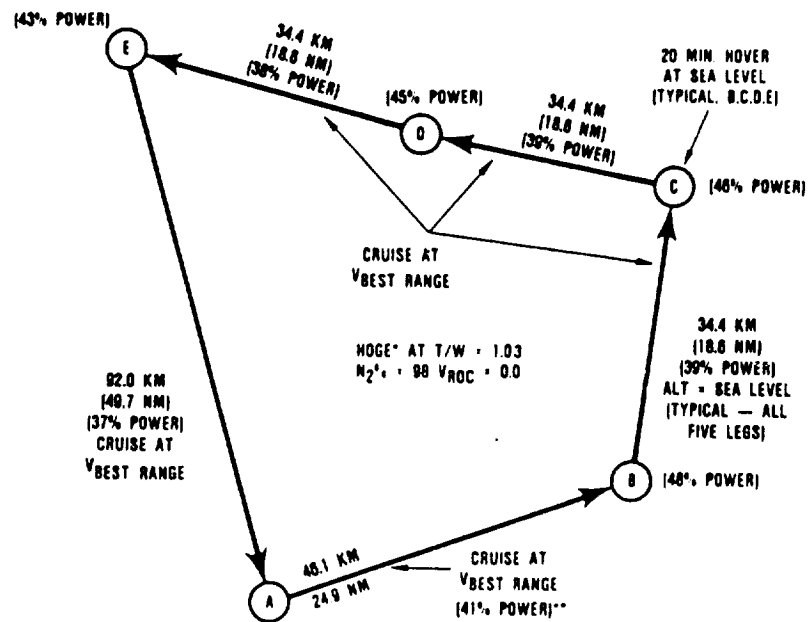 (43% POWER)
E
34.4 KM
(18.6 NM)
(38% POWER)
(45% POWER)
D
34.4 KM
(18.6 NM)
(39% POWER)
20 MIN. HOVER
AT SEA LEVEL
(TYPICAL. B.C.D.E)
C
(46% POWER)
CRUISE AT
VBEST RANGE
HOGE* AT T/W = 1.03
N2% = 98 VROC = 0.0
34.4 KM
(18.6 NM)
(39% POWER)
ALT = SEA LEVEL
(TYPICAL — ALL
FIVE LEGS)
92.0 KM
(49.7 NM)
(37% POWER)
CRUISE AT
VBEST RANGE
B
(48% POWER)
A
46.1 KM
24.9 NM
CRUISE AT
VBEST RANGE
(41% POWER)**